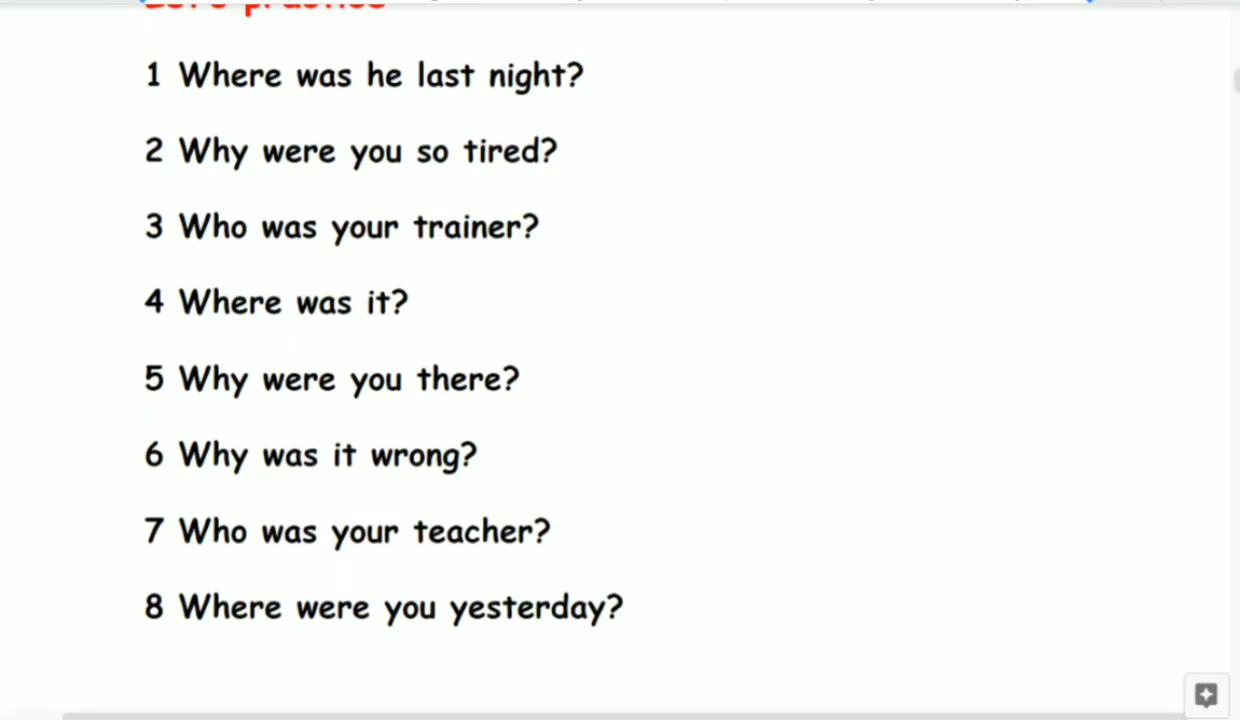 Let's practice
1 Where was he last night?
2 Why were you so tired?
3 Who was your trainer?
4 Where was it?
5 Why were you there?
6 Why was it wrong?
7 Who was your teacher?
8 Where were you yesterday?